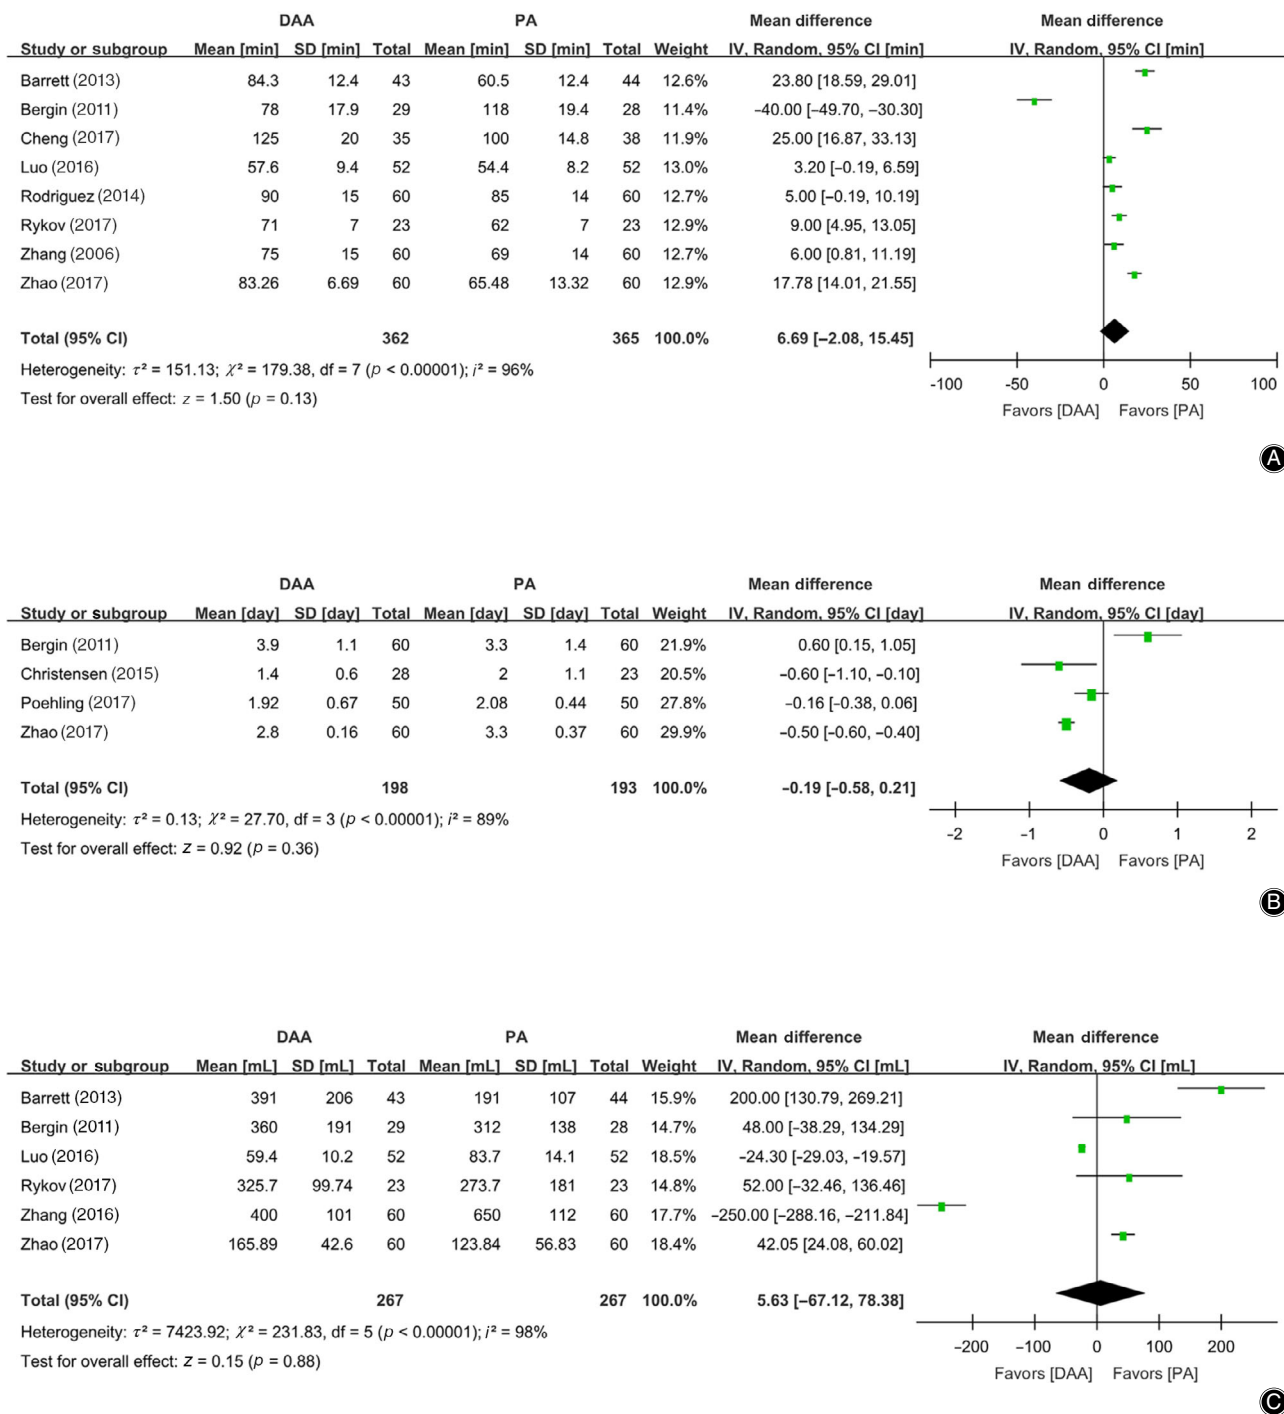 DAA PA Mean difference Mean difference
Study or subgroup Mean [min] SD [min] Total Mean [min] SD [min] Total Weight IV, Random, 95% CI [min] IV, Random, 95% CI [min]
Barrett (2013) 84.3 12.4 43 60.5 12.4 44 12.6% 23.80 [18.59, 29.01]
Bergin (2011) 78 17.9 29 118 19.4 28 11.4% −40.00 [−49.70, −30.30]
Cheng (2017) 125 20 35 100 14.8 38 11.9% 25.00 [16.87, 33.13]
Luo (2016) 57.6 9.4 52 54.4 8.2 52 13.0% 3.20 [−0.19, 6.59]
Rodriguez (2014) 90 15 60 85 14 60 12.7% 5.00 [−0.19, 10.19]
Rykov (2017) 71 7 23 62 7 23 12.9% 9.00 [4.95, 13.05]
Zhang (2006) 75 15 60 69 14 60 12.7% 6.00 [0.81, 11.19]
Zhao (2017) 83.26 6.69 60 65.48 13.32 60 12.9% 17.78 [14.01, 21.55]
Total (95% CI) 362 365 100.0% 6.69 [−2.08, 15.45]
Heterogeneity: τ² = 151.13; χ² = 179.38, df = 7 (p < 0.00001); i² = 96%
Test for overall effect: z = 1.50 (p = 0.13)
-100 -50 0 50 100
Favors [DAA] Favors [PA]
A
DAA PA Mean difference Mean difference
Study or subgroup Mean [day] SD [day] Total Mean [day] SD [day] Total Weight IV, Random, 95% CI [day] IV, Random, 95% CI [day]
Bergin (2011) 3.9 1.1 60 3.3 1.4 60 21.9% 0.60 [0.15, 1.05]
Christensen (2015) 1.4 0.6 28 2 1.1 23 20.5% −0.60 [−1.10, −0.10]
Poehling (2017) 1.92 0.67 50 2.08 0.44 50 27.8% −0.16 [−0.38, 0.06]
Zhao (2017) 2.8 0.16 60 3.3 0.37 60 29.9% −0.50 [−0.60, −0.40]
Total (95% CI) 198 193 100.0% −0.19 [−0.58, 0.21]
Heterogeneity: τ² = 0.13; χ² = 27.70, df = 3 (p < 0.00001); i² = 89%
Test for overall effect: z = 0.92 (p = 0.36)
−2 −1 0 1 2
Favors [DAA] Favors [PA]
B
DAA PA Mean difference Mean difference
Study or subgroup Mean [mL] SD [mL] Total Mean [mL] SD [mL] Total Weight IV, Random, 95% CI [mL] IV, Random, 95% CI [mL]
Barrett (2013) 391 206 43 191 107 44 15.9% 200.00 [130.79, 269.21]
Bergin (2011) 360 191 29 312 138 28 14.7% 48.00 [−38.29, 134.29]
Luo (2016) 59.4 10.2 52 83.7 14.1 52 18.5% −24.30 [−29.03, −19.57]
Rykov (2017) 325.7 99.74 23 273.7 181 23 14.8% 52.00 [−32.46, 136.46]
Zhang (2016) 400 101 60 650 112 60 17.7% −250.00 [−288.16, −211.84]
Zhao (2017) 165.89 42.6 60 123.84 56.83 60 18.4% 42.05 [24.08, 60.02]
Total (95% CI) 267 267 100.0% 5.63 [−67.12, 78.38]
Heterogeneity: τ² = 7423.92; χ² = 231.83, df = 5 (p < 0.00001); i² = 98%
Test for overall effect: z = 0.15 (p = 0.88)
−200 −100 0 100 200
Favors [DAA] Favors [PA]
C